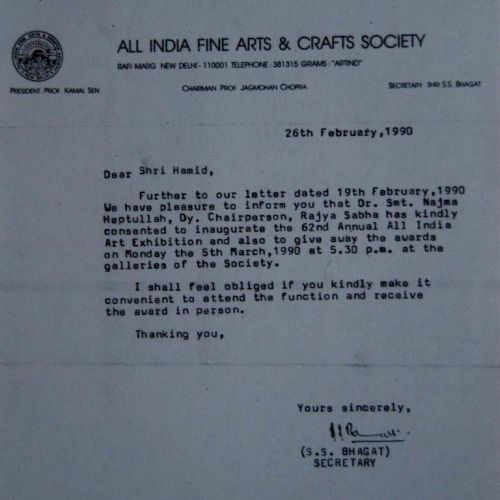 ALL INDIA FINE ARTS & CRAFTS SOCIETY
RAFI MARG NEW DELHI - 110001 TELEPHONE : 381315 GRAMS : "ARTIND"
PRESIDENT PROF. KAMAL SEN CHAIRMAN PROF. JAGMOHAN CHOPRA SECRETARY SHRI S.S. BHAGAT
26th February,1990
Dear Shri Hamid,
Further to our letter dated 19th February,1990
We have pleasure to inform you that Dr. Smt. Najma
Heptullah, Dy. Chairperson, Rajya Sabha has kindly
consented to inaugurate the 62nd Annual All India
Art Exhibition and also to give away the awards
on Monday the 5th March,1990 at 5.30 p.m. at the
galleries of the Society.
I shall feel obliged if you kindly make it
convenient to attend the function and receive
the award in person.
Thanking you,
Yours sincerely,
(S.S. BHAGAT)
SECRETARY